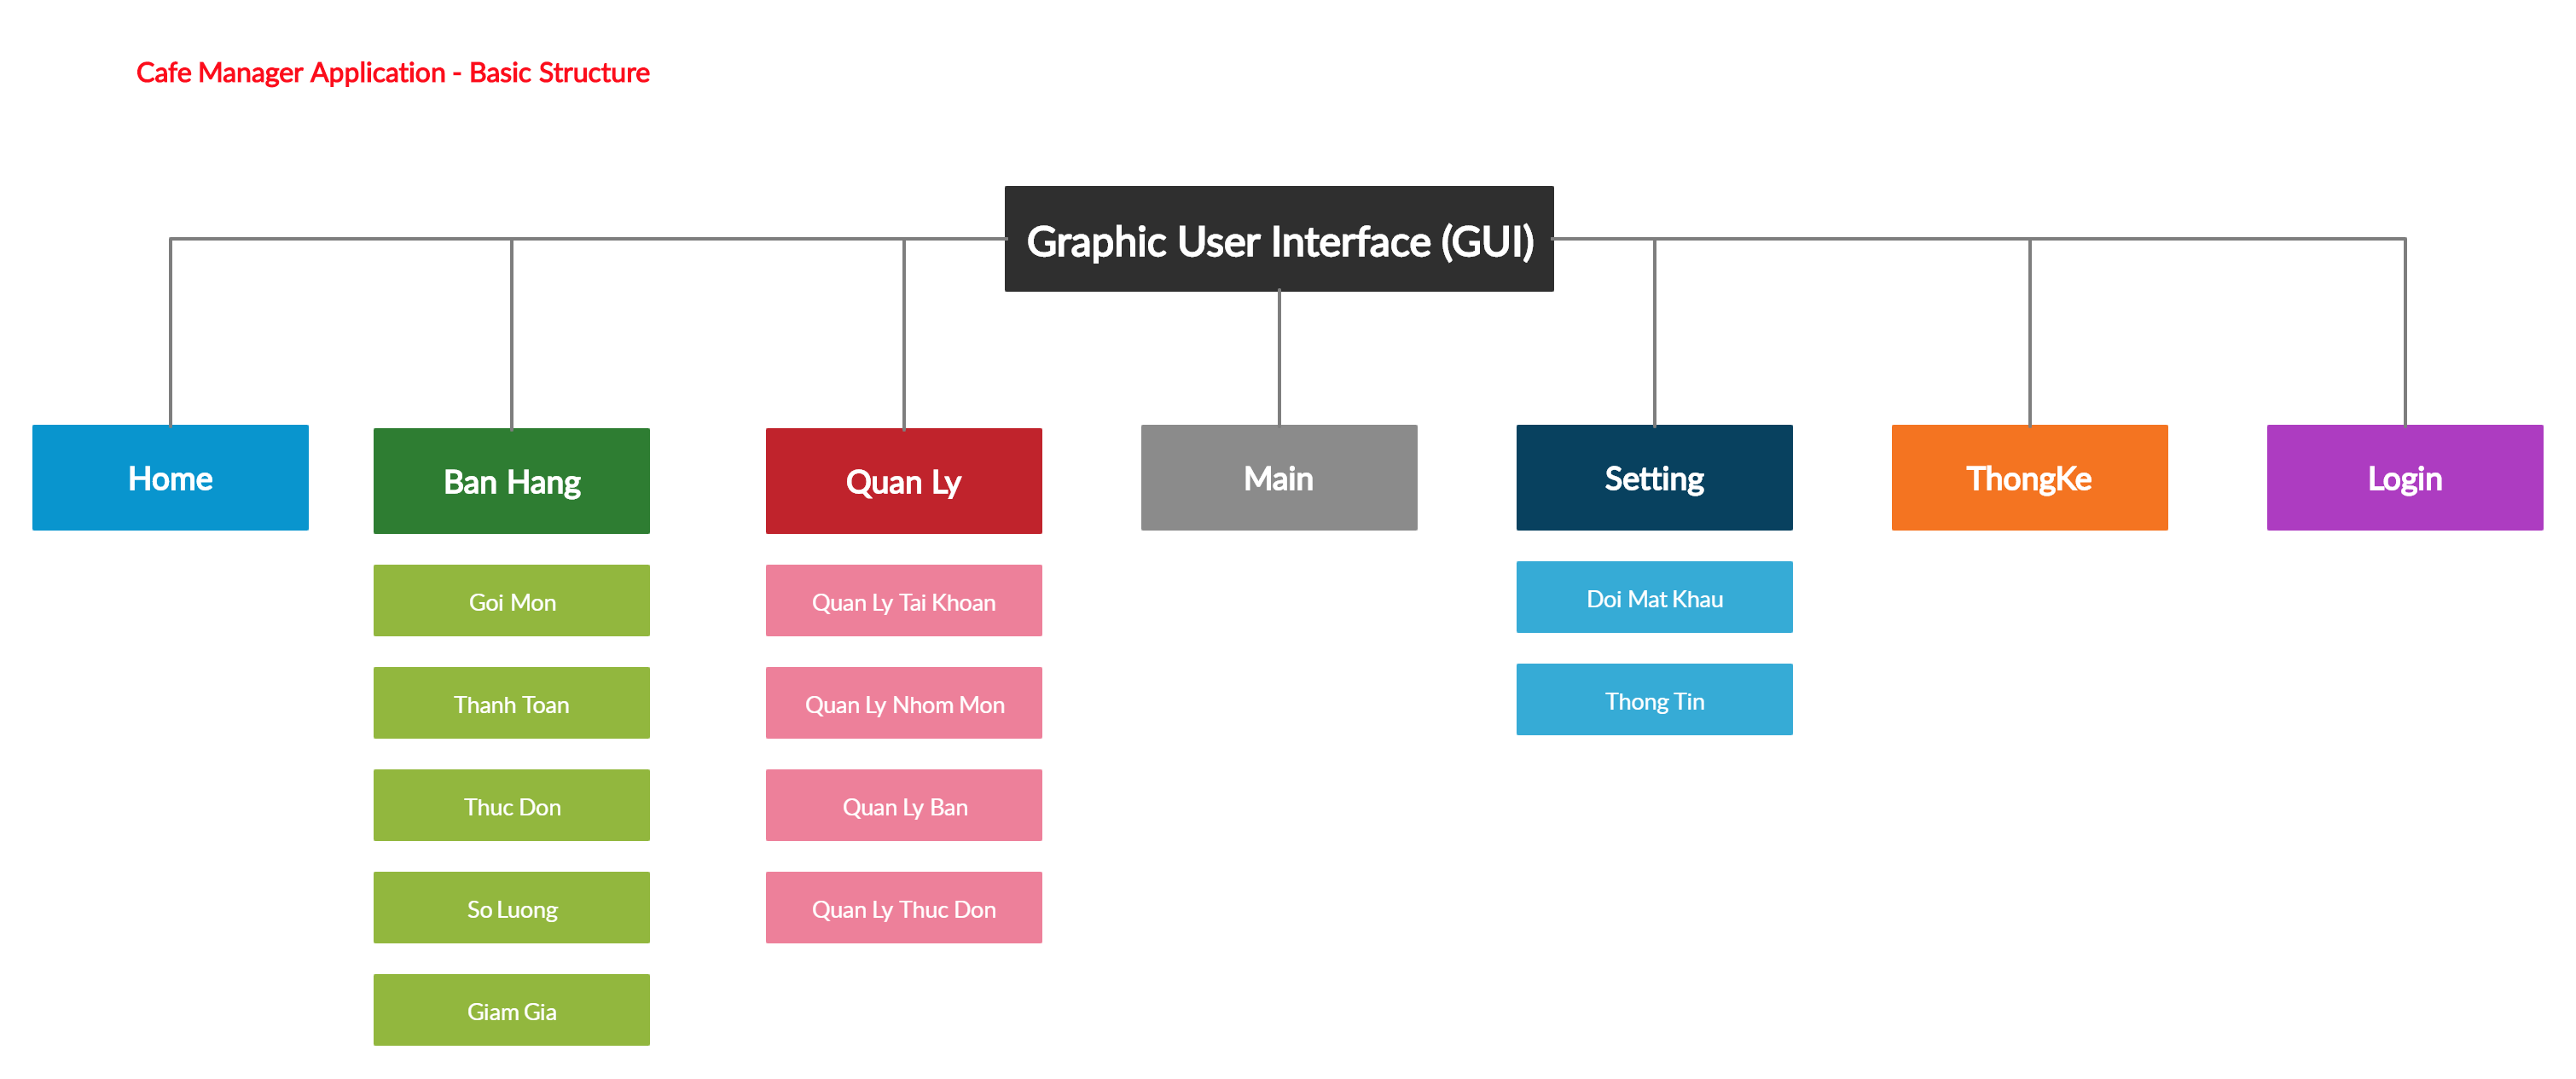 Cafe Manager Application - Basic Structure
Graphic User Interface (GUI)
Home
Ban Hang
Quan Ly
Main
Setting
ThongKe
Login
Goi Mon
Thanh Toan
Thuc Don
So Luong
Giam Gia
Quan Ly Tai Khoan
Quan Ly Nhom Mon
Quan Ly Ban
Quan Ly Thuc Don
Doi Mat Khau
Thong Tin